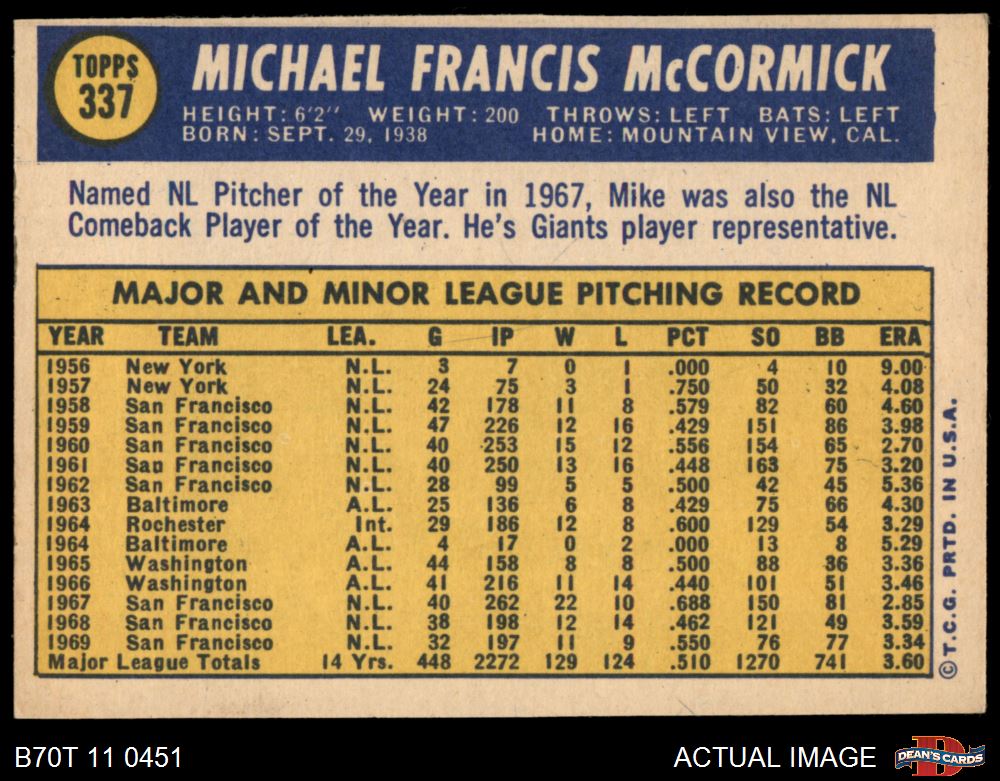 TOPPS
337
MICHAEL FRANCIS McCORMICK
HEIGHT: 6'2" WEIGHT: 200 THROWS: LEFT BATS: LEFT
BORN: SEPT. 29, 1938 HOME: MOUNTAIN VIEW, CAL.
Named NL Pitcher of the Year in 1967, Mike was also the NL
Comeback Player of the Year. He's Giants player representative.
MAJOR AND MINOR LEAGUE PITCHING RECORD
YEAR TEAM LEA. G IP W L PCT SO BB ERA
1956 New York N.L. 3 7 0 1 .000 4 10 9.00
1957 New York N.L. 24 75 3 1 .750 50 32 4.08
1958 San Francisco N.L. 42 178 11 8 .579 82 60 4.60
1959 San Francisco N.L. 47 226 12 16 .429 151 86 3.98
1960 San Francisco N.L. 40 253 15 12 .556 154 65 2.70
1961 San Francisco N.L. 40 250 13 16 .448 163 75 3.20
1962 San Francisco N.L. 28 99 5 5 .500 42 45 5.36
1963 Baltimore A.L. 25 136 6 8 .429 75 66 4.30
1964 Rochester Int. 29 186 12 8 .600 129 54 3.29
1964 Baltimore A.L. 4 17 0 2 .000 13 8 5.29
1965 Washington A.L. 44 158 8 8 .500 88 36 3.36
1966 Washington A.L. 41 216 11 14 .440 101 51 3.46
1967 San Francisco N.L. 40 262 22 10 .688 150 81 2.85
1968 San Francisco N.L. 38 198 12 14 .462 121 49 3.59
1969 San Francisco N.L. 32 197 11 9 .550 76 77 3.34
Major League Totals 14 Yrs. 448 2272 129 124 .510 1270 741 3.60
©T.C.G. PRTD. IN U.S.A.
B70T 11 0451 ACTUAL IMAGE
DEAN'S CARDS